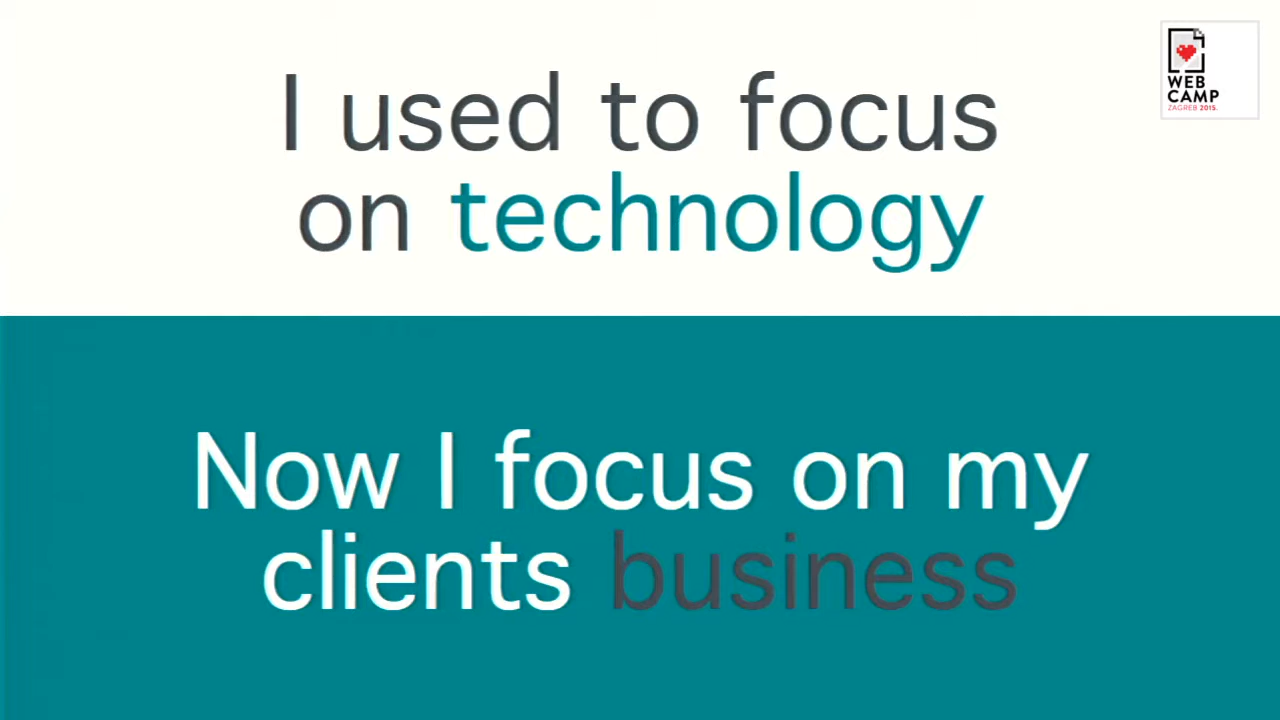 I used to focus
on technology
Now I focus on my
clients business
WEB
CAMP
ZAGREB 2015.